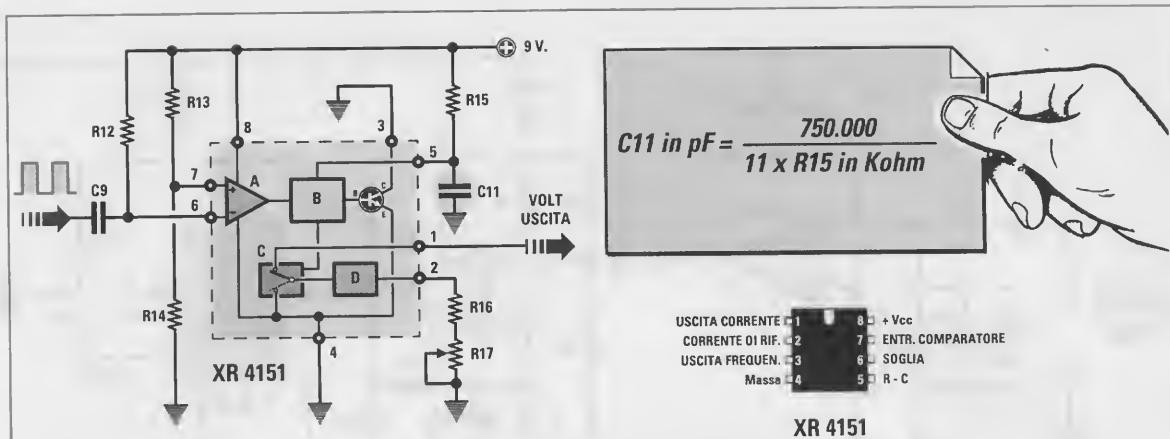 9 V.
R12
R13
R15
8
3
5
7
A
B
B
C
E
C9
6
C11
VOLT
USCITA
1
C
D
2
R14
R16
R17
4
XR 4151
C11 in pF = 750.000
11 x R15 in Kohm
USCITA CORRENTE 1
CORRENTE DI RIF. 2
USCITA FREQUEN. 3
Massa 4
8 + Vcc
7 ENTR. COMPARATORE
6 SOGLIA
5 R - C
XR 4151